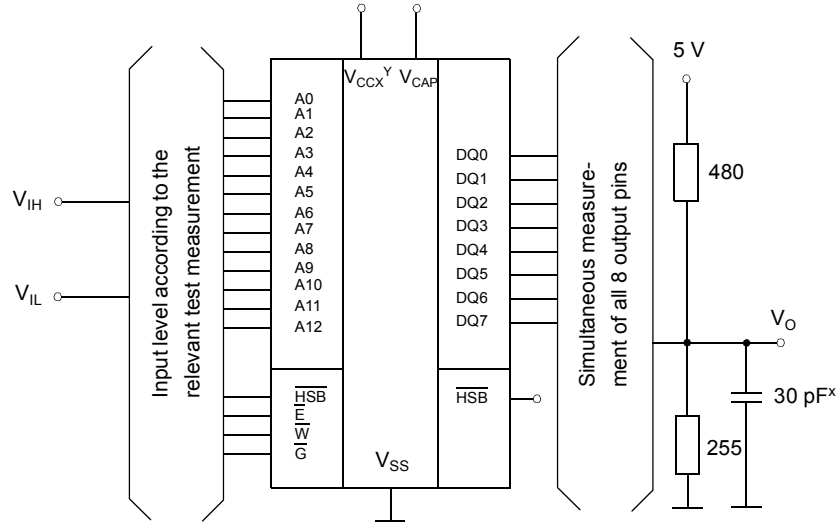 V_CCX^Y V_CAP
5 V
A0
A1
A2
A3
A4
A5
A6
A7
A8
A9
A10
A11
A12
HSB
E
W
G
V_SS
DQ0
DQ1
DQ2
DQ3
DQ4
DQ5
DQ6
DQ7
HSB
V_IH
V_IL
Input level according to the
relevant test measurement
Simultaneous measure-
ment of all 8 output pins
480
V_O
30 pF^x
255